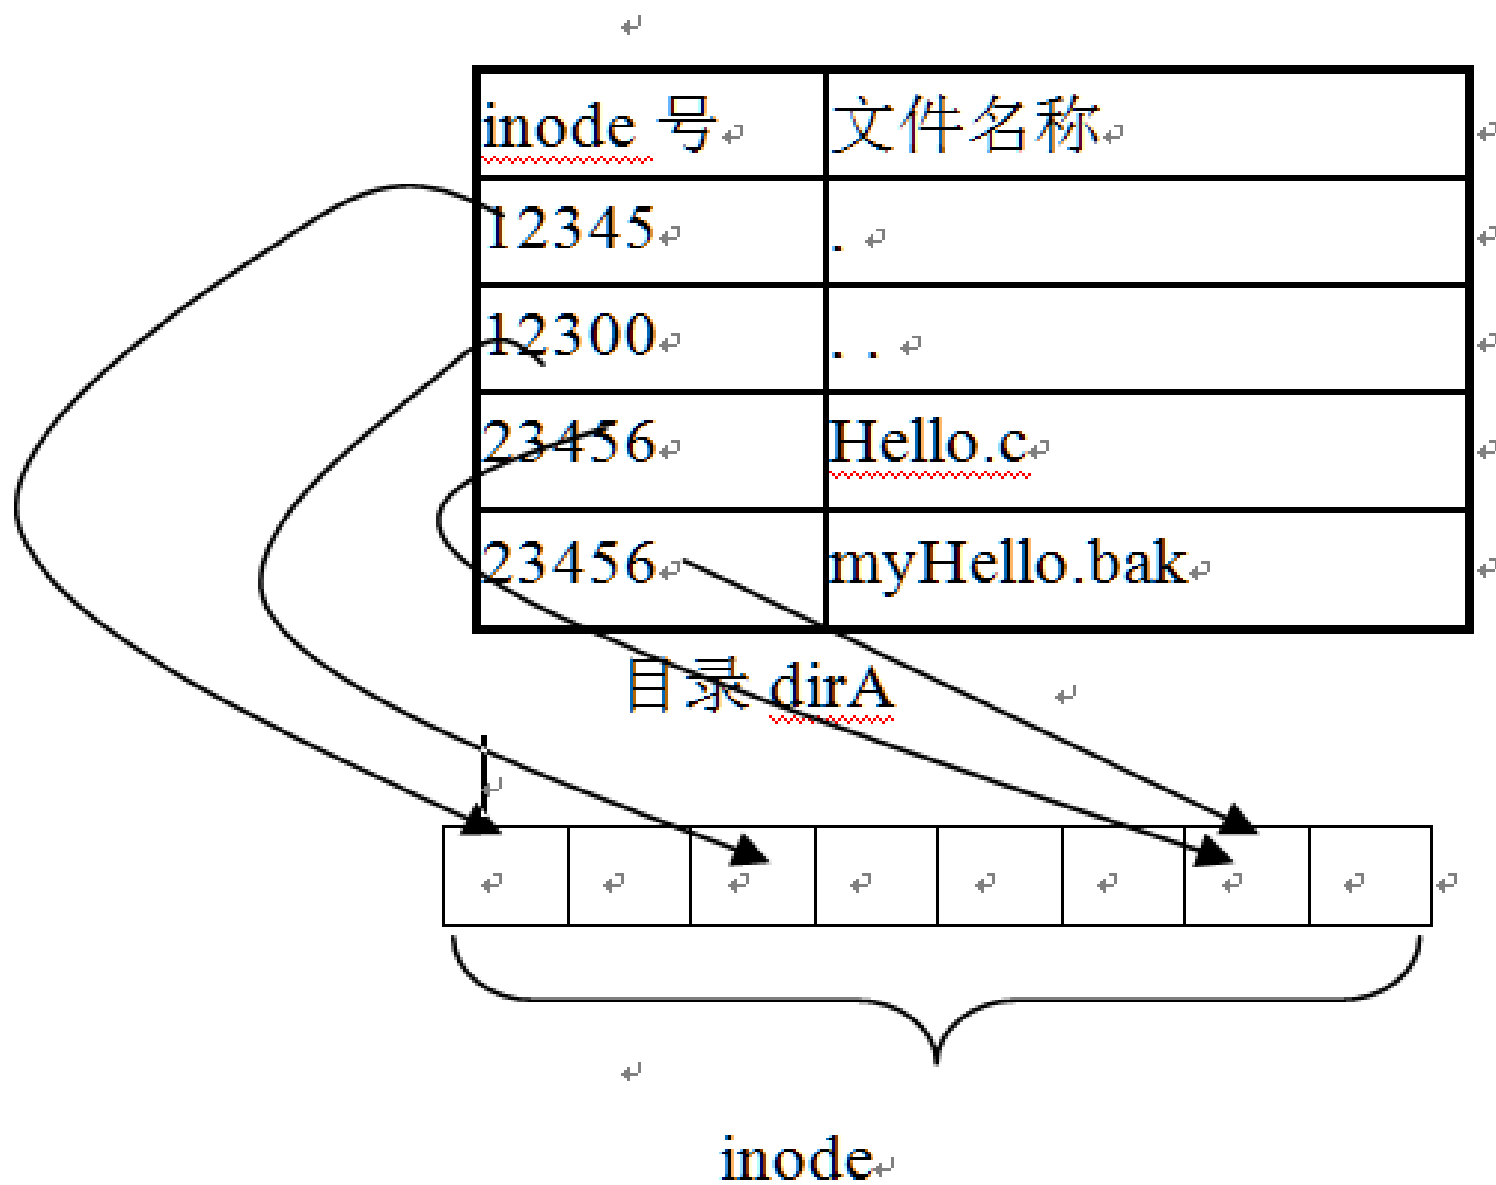 inode 号 文件名称
12345 .
12300 . .
23456 Hello.c
23456 myHello.bak
目录 dirA
inode